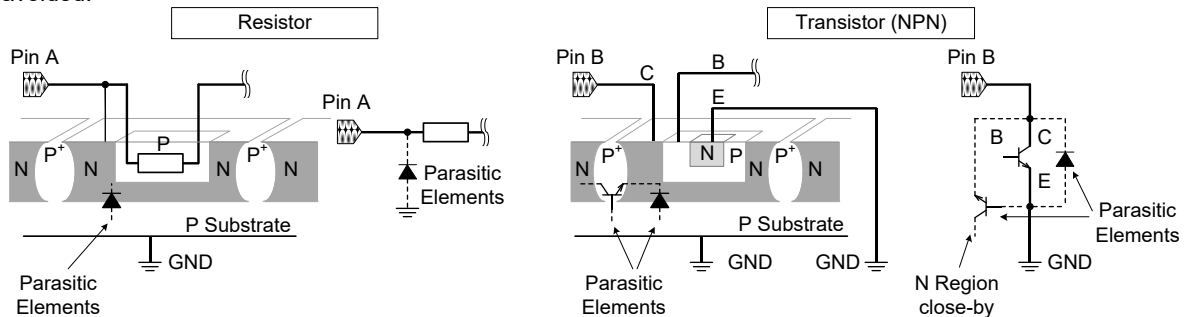 Resistor
Transistor (NPN)
Pin A
Pin B
B
Pin B
C
E
Pin A
P
B
C
N
P+
N
P+
N
N
N
P+
N
N
P
P+
N
E
Parasitic
Elements
P Substrate
P Substrate
Parasitic
Elements
GND
GND
GND
GND
Parasitic
Elements
Parasitic
Elements
N Region
close-by